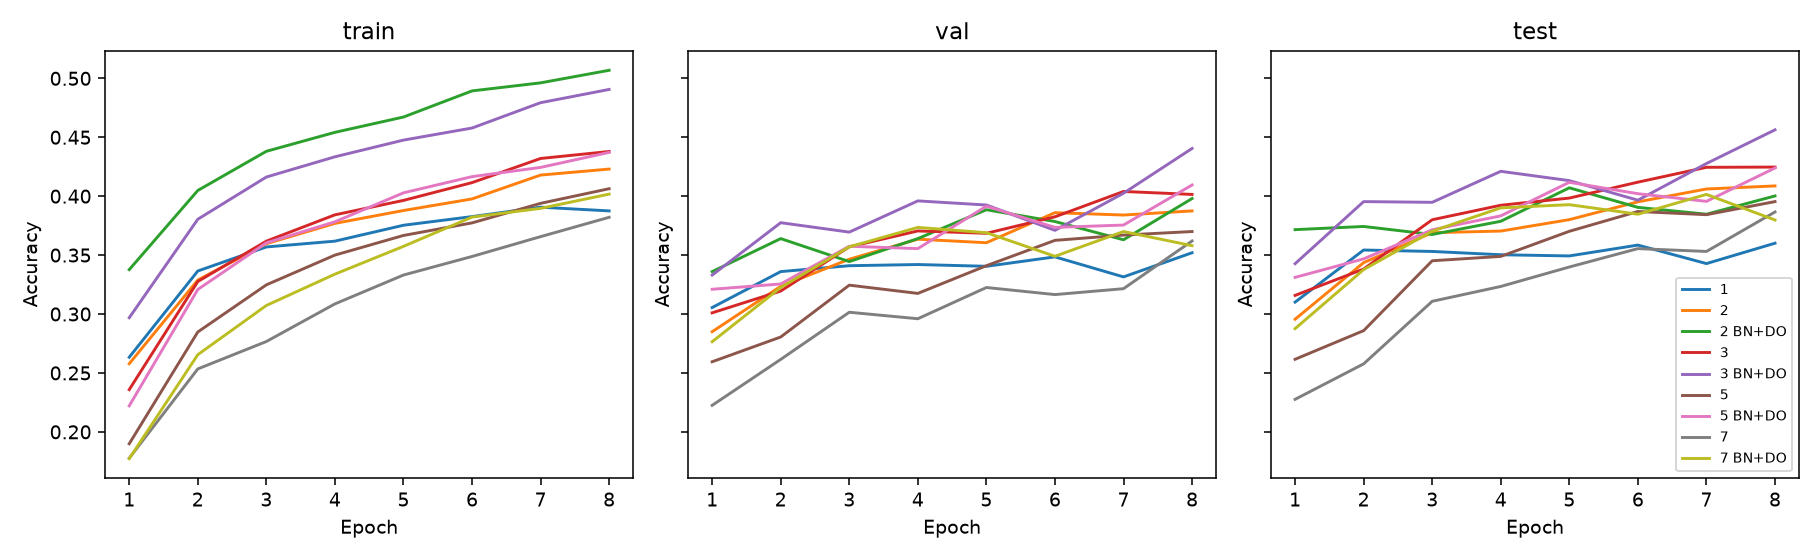 train
val
test
Accuracy
0.50
0.45
0.40
0.35
0.30
0.25
0.20
1 2 3 4 5 6 7 8
Epoch
Accuracy
1 2 3 4 5 6 7 8
Epoch
Accuracy
1 2 3 4 5 6 7 8
Epoch
1
2
2 BN+DO
3
3 BN+DO
5
5 BN+DO
7
7 BN+DO